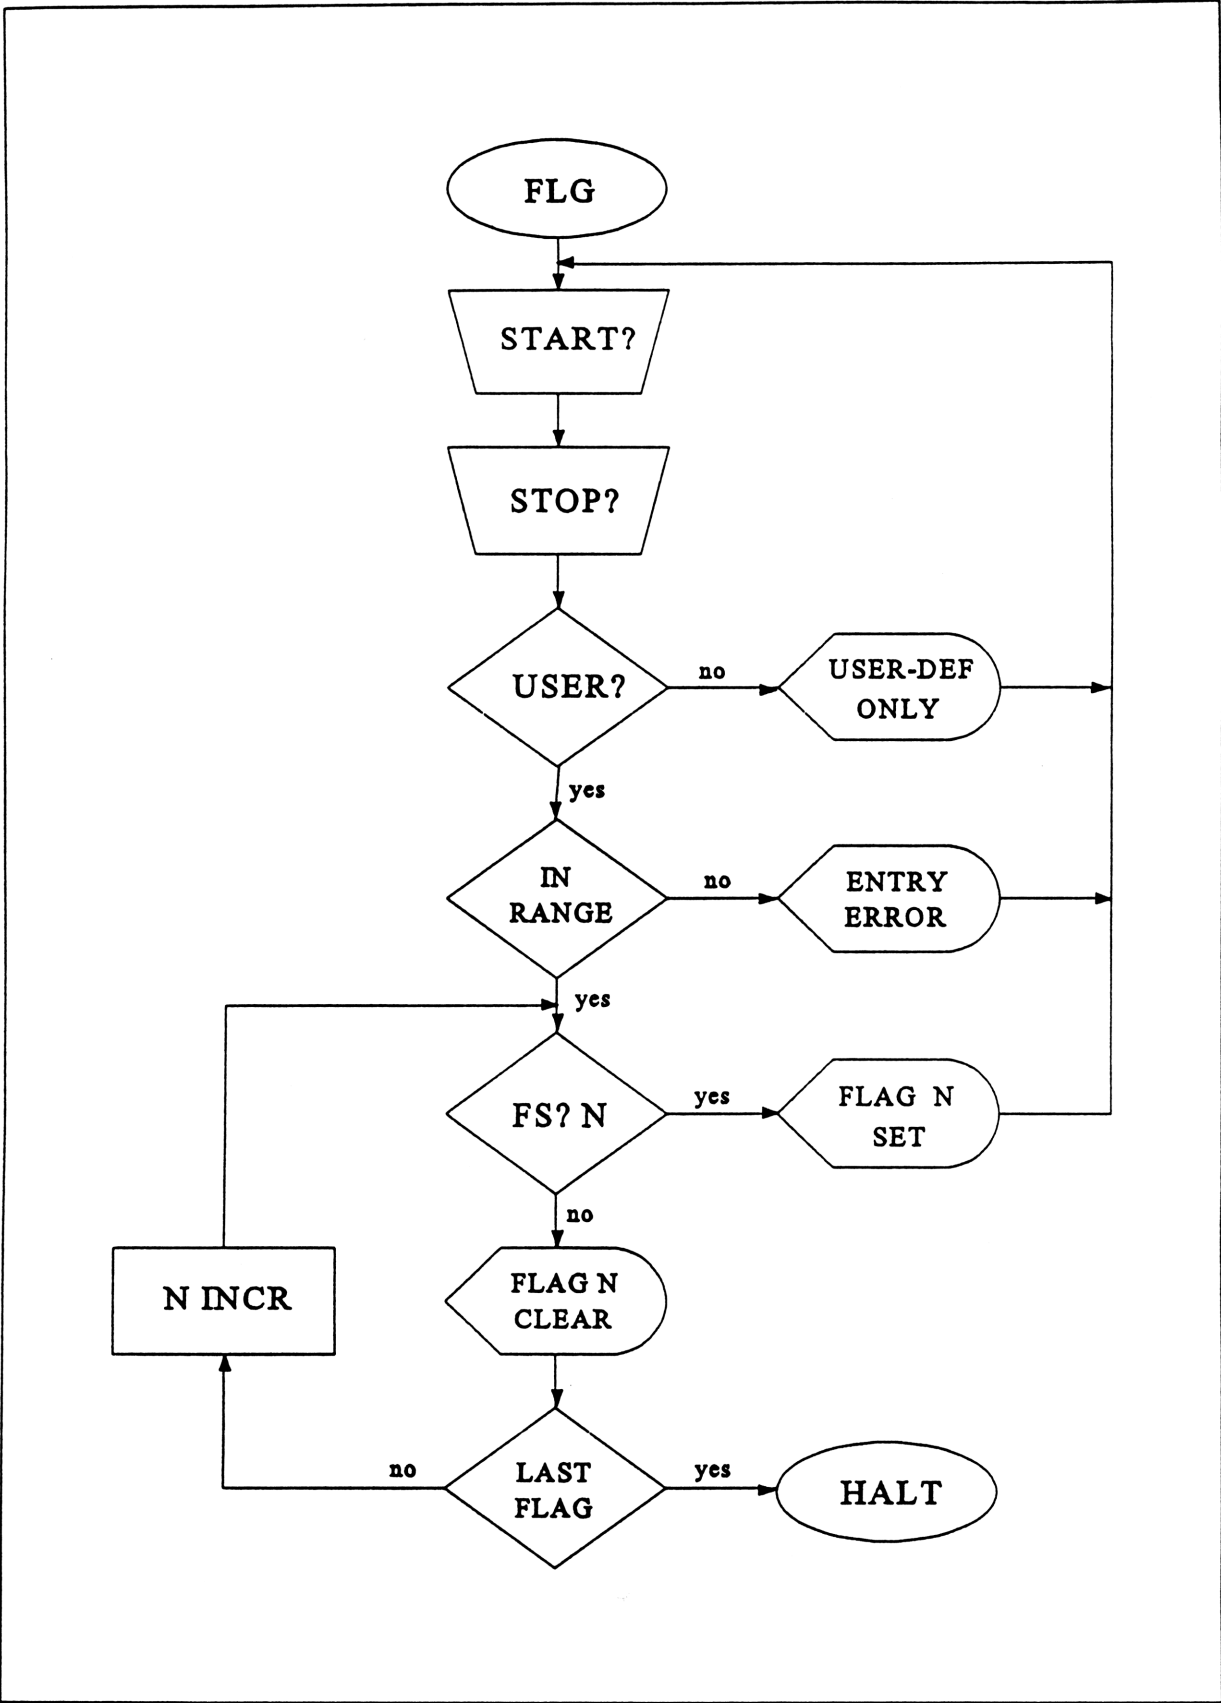 FLG
START?
STOP?
USER?
no
USER-DEF
ONLY
yes
IN
RANGE
no
ENTRY
ERROR
yes
FS? N
yes
FLAG N
SET
no
N INCR
FLAG N
CLEAR
no
LAST
FLAG
yes
HALT